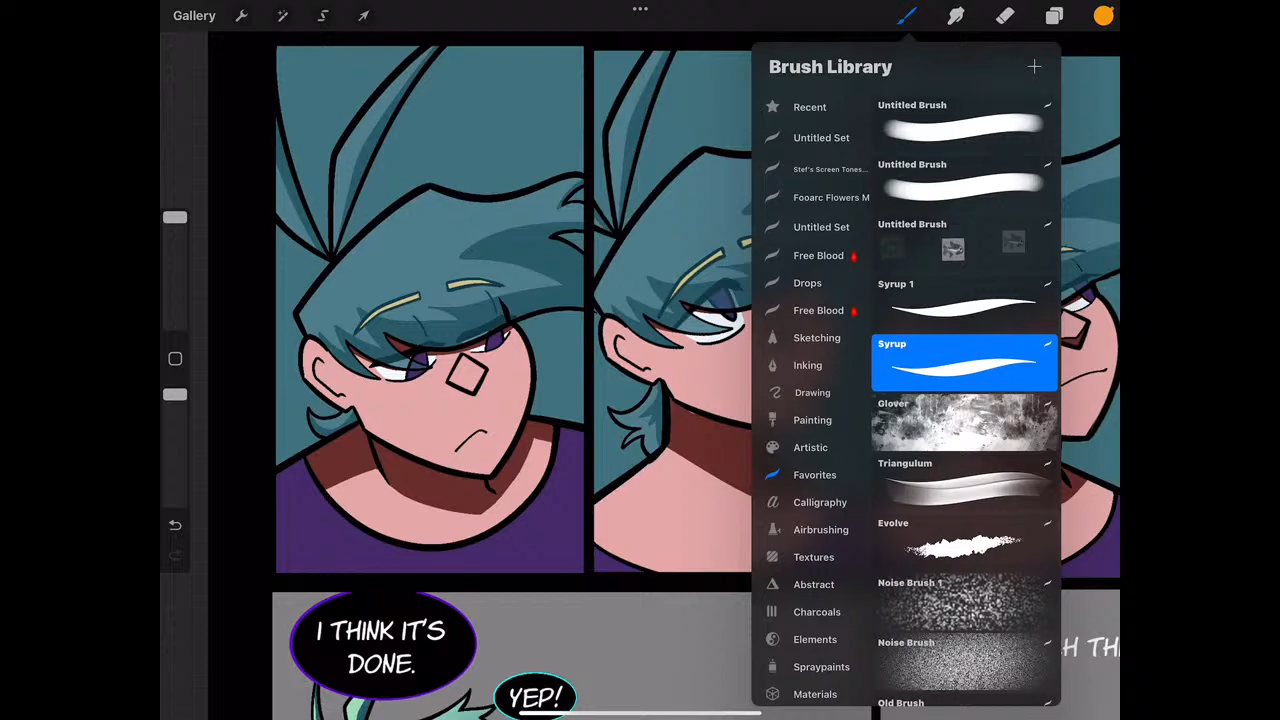 Gallery
Brush Library
Recent
Untitled Set
Stef's Screen Tones...
Fooarc Flowers M
Untitled Set
Free Blood
Drops
Free Blood
Sketching
Inking
Drawing
Painting
Artistic
Favorites
Calligraphy
Airbrushing
Textures
Abstract
Charcoals
Elements
Spraypaints
Materials
Untitled Brush
Untitled Brush
Untitled Brush
Syrup 1
Syrup
Glover
Triangulum
Evolve
Noise Brush 1
Noise Brush
Old Brush
I THINK IT'S
DONE.
YEP!